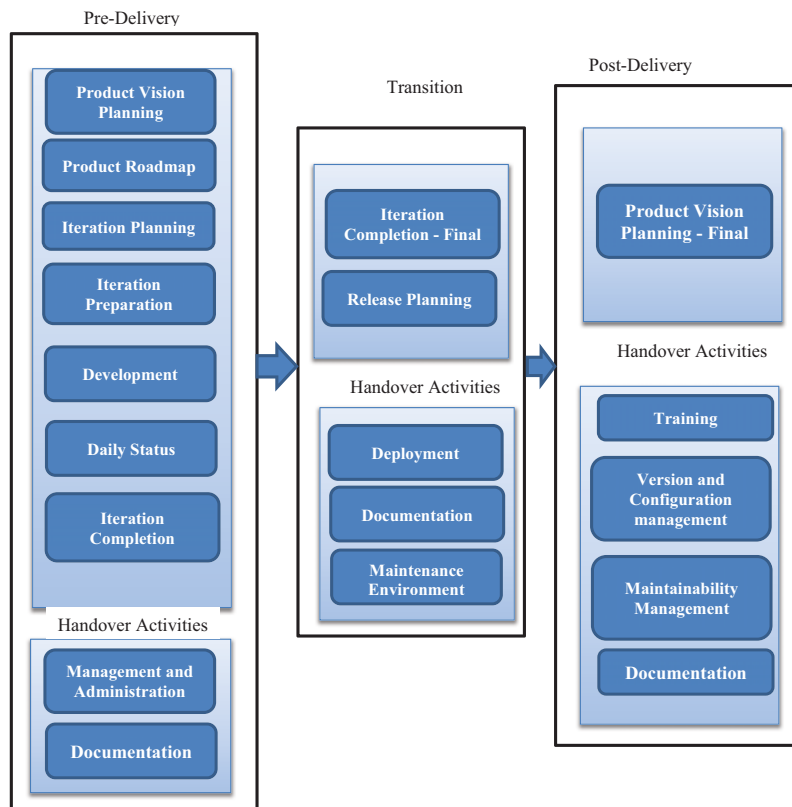 Pre-Delivery
Product Vision
Planning
Product Roadmap
Iteration Planning
Iteration
Preparation
Development
Daily Status
Iteration
Completion
Handover Activities
Management and
Administration
Documentation
Transition
Iteration
Completion - Final
Release Planning
Handover Activities
Deployment
Documentation
Maintenance
Environment
Post-Delivery
Product Vision
Planning - Final
Handover Activities
Training
Version and
Configuration
management
Maintainability
Management
Documentation